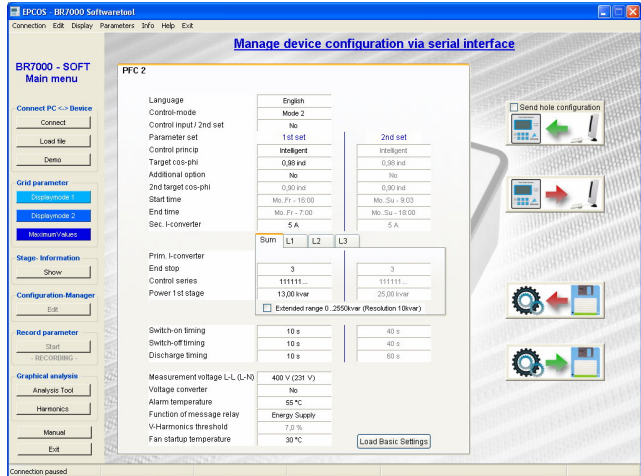 EPCOS - BR7000 Softwaretool
Connection Edit Display Parameters Info Help Exit
Manage device configuration via serial interface
BR7000 - SOFT
Main menu
Connect PC <-> Device
Connect
Load file
Demo
Grid parameter
Displaymode 1
Displaymode 2
MaximumValues
Stage- Information
Show
Configuration-Manager
Edit
Record parameter
Start
- RECORDING -
Graphical analysis
Analysis Tool
Harmonics
Manual
Exit
PFC 2
Language English
Control-mode Mode 2
Control input / 2nd set No
Parameter set 1st set 2nd set
Control princip Intelligent Intelligent
Target cos-phi 0,98 ind 0,98 ind
Additional option No No
2nd target cos-phi 0,90 ind 0,90 ind
Start time Mo..Fr - 16:00 Mo..Su - 9:03
End time Mo..Fr - 7:00 Mo..Su - 18:00
Sec. I-converter 5 A 5 A
Sum L1 L2 L3
Prim. I-converter
End stop 3 3
Control series 111111... 111111...
Power 1st stage 13,00 kvar 25,00 kvar
Extended range 0..2550kvar (Resolution 10kvar)
Switch-on timing 10 s 40 s
Switch-off timing 10 s 40 s
Discharge timing 10 s 60 s
Measurement voltage L-L (L-N) 400 V (231 V)
Voltage converter No
Alarm temperature 55 °C
Function of message relay Energy Supply
V-Harmonics threshold 7,0 %
Fan startup temperature 30 °C
Load Basic Settings
Send hole configuration
Connection paused